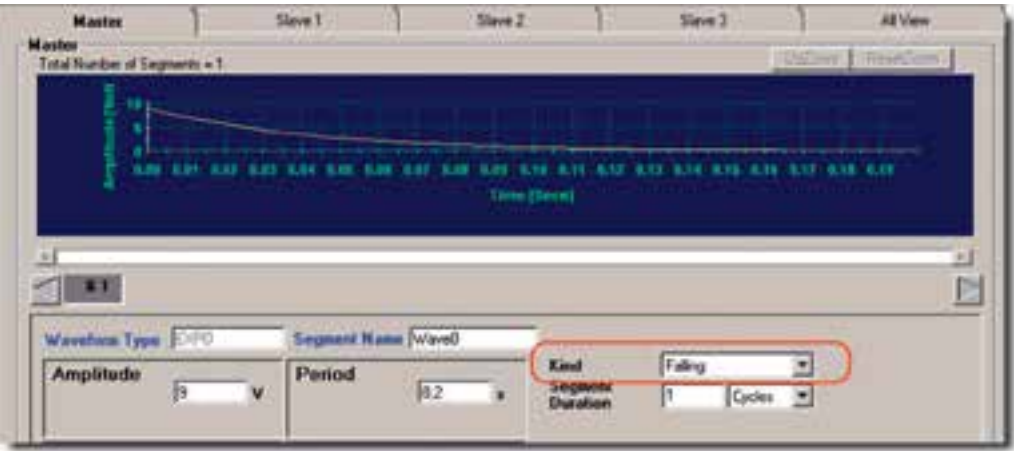 Master Slave 1 Slave 2 Slave 3 All View
Master
Total Number of Segments = 1
10
5
0
0.00 0.01 0.02 0.03 0.04 0.05 0.06 0.07 0.08 0.09 0.10 0.11 0.12 0.13 0.14 0.15 0.16 0.17 0.18 0.19
Time (Secs)
Waveform Type EXPO Segment Name Wave0
Kind Falling
Amplitude Period
9 V 0.2 s
Segment Duration 1 Cycles